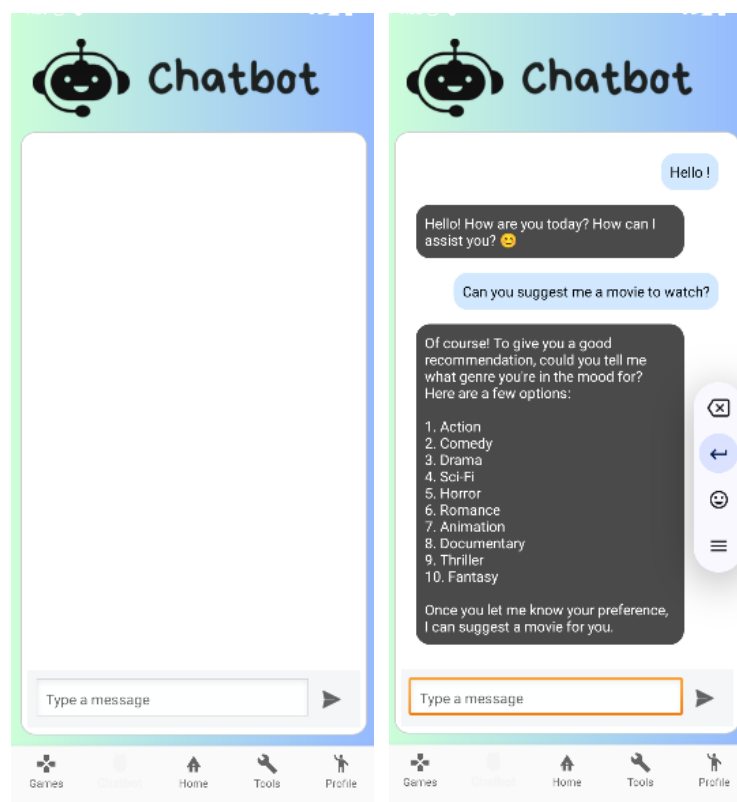 Chatbot
Type a message
Games
Chatbot
Home
Tools
Profile
Chatbot
Hello !
Hello! How are you today? How can I
assist you? 😊
Can you suggest me a movie to watch?
Of course! To give you a good
recommendation, could you tell me
what genre you're in the mood for?
Here are a few options:
1. Action
2. Comedy
3. Drama
4. Sci-Fi
5. Horror
6. Romance
7. Animation
8. Documentary
9. Thriller
10. Fantasy
Once you let me know your preference,
I can suggest a movie for you.
Type a message
Games
Chatbot
Home
Tools
Profile